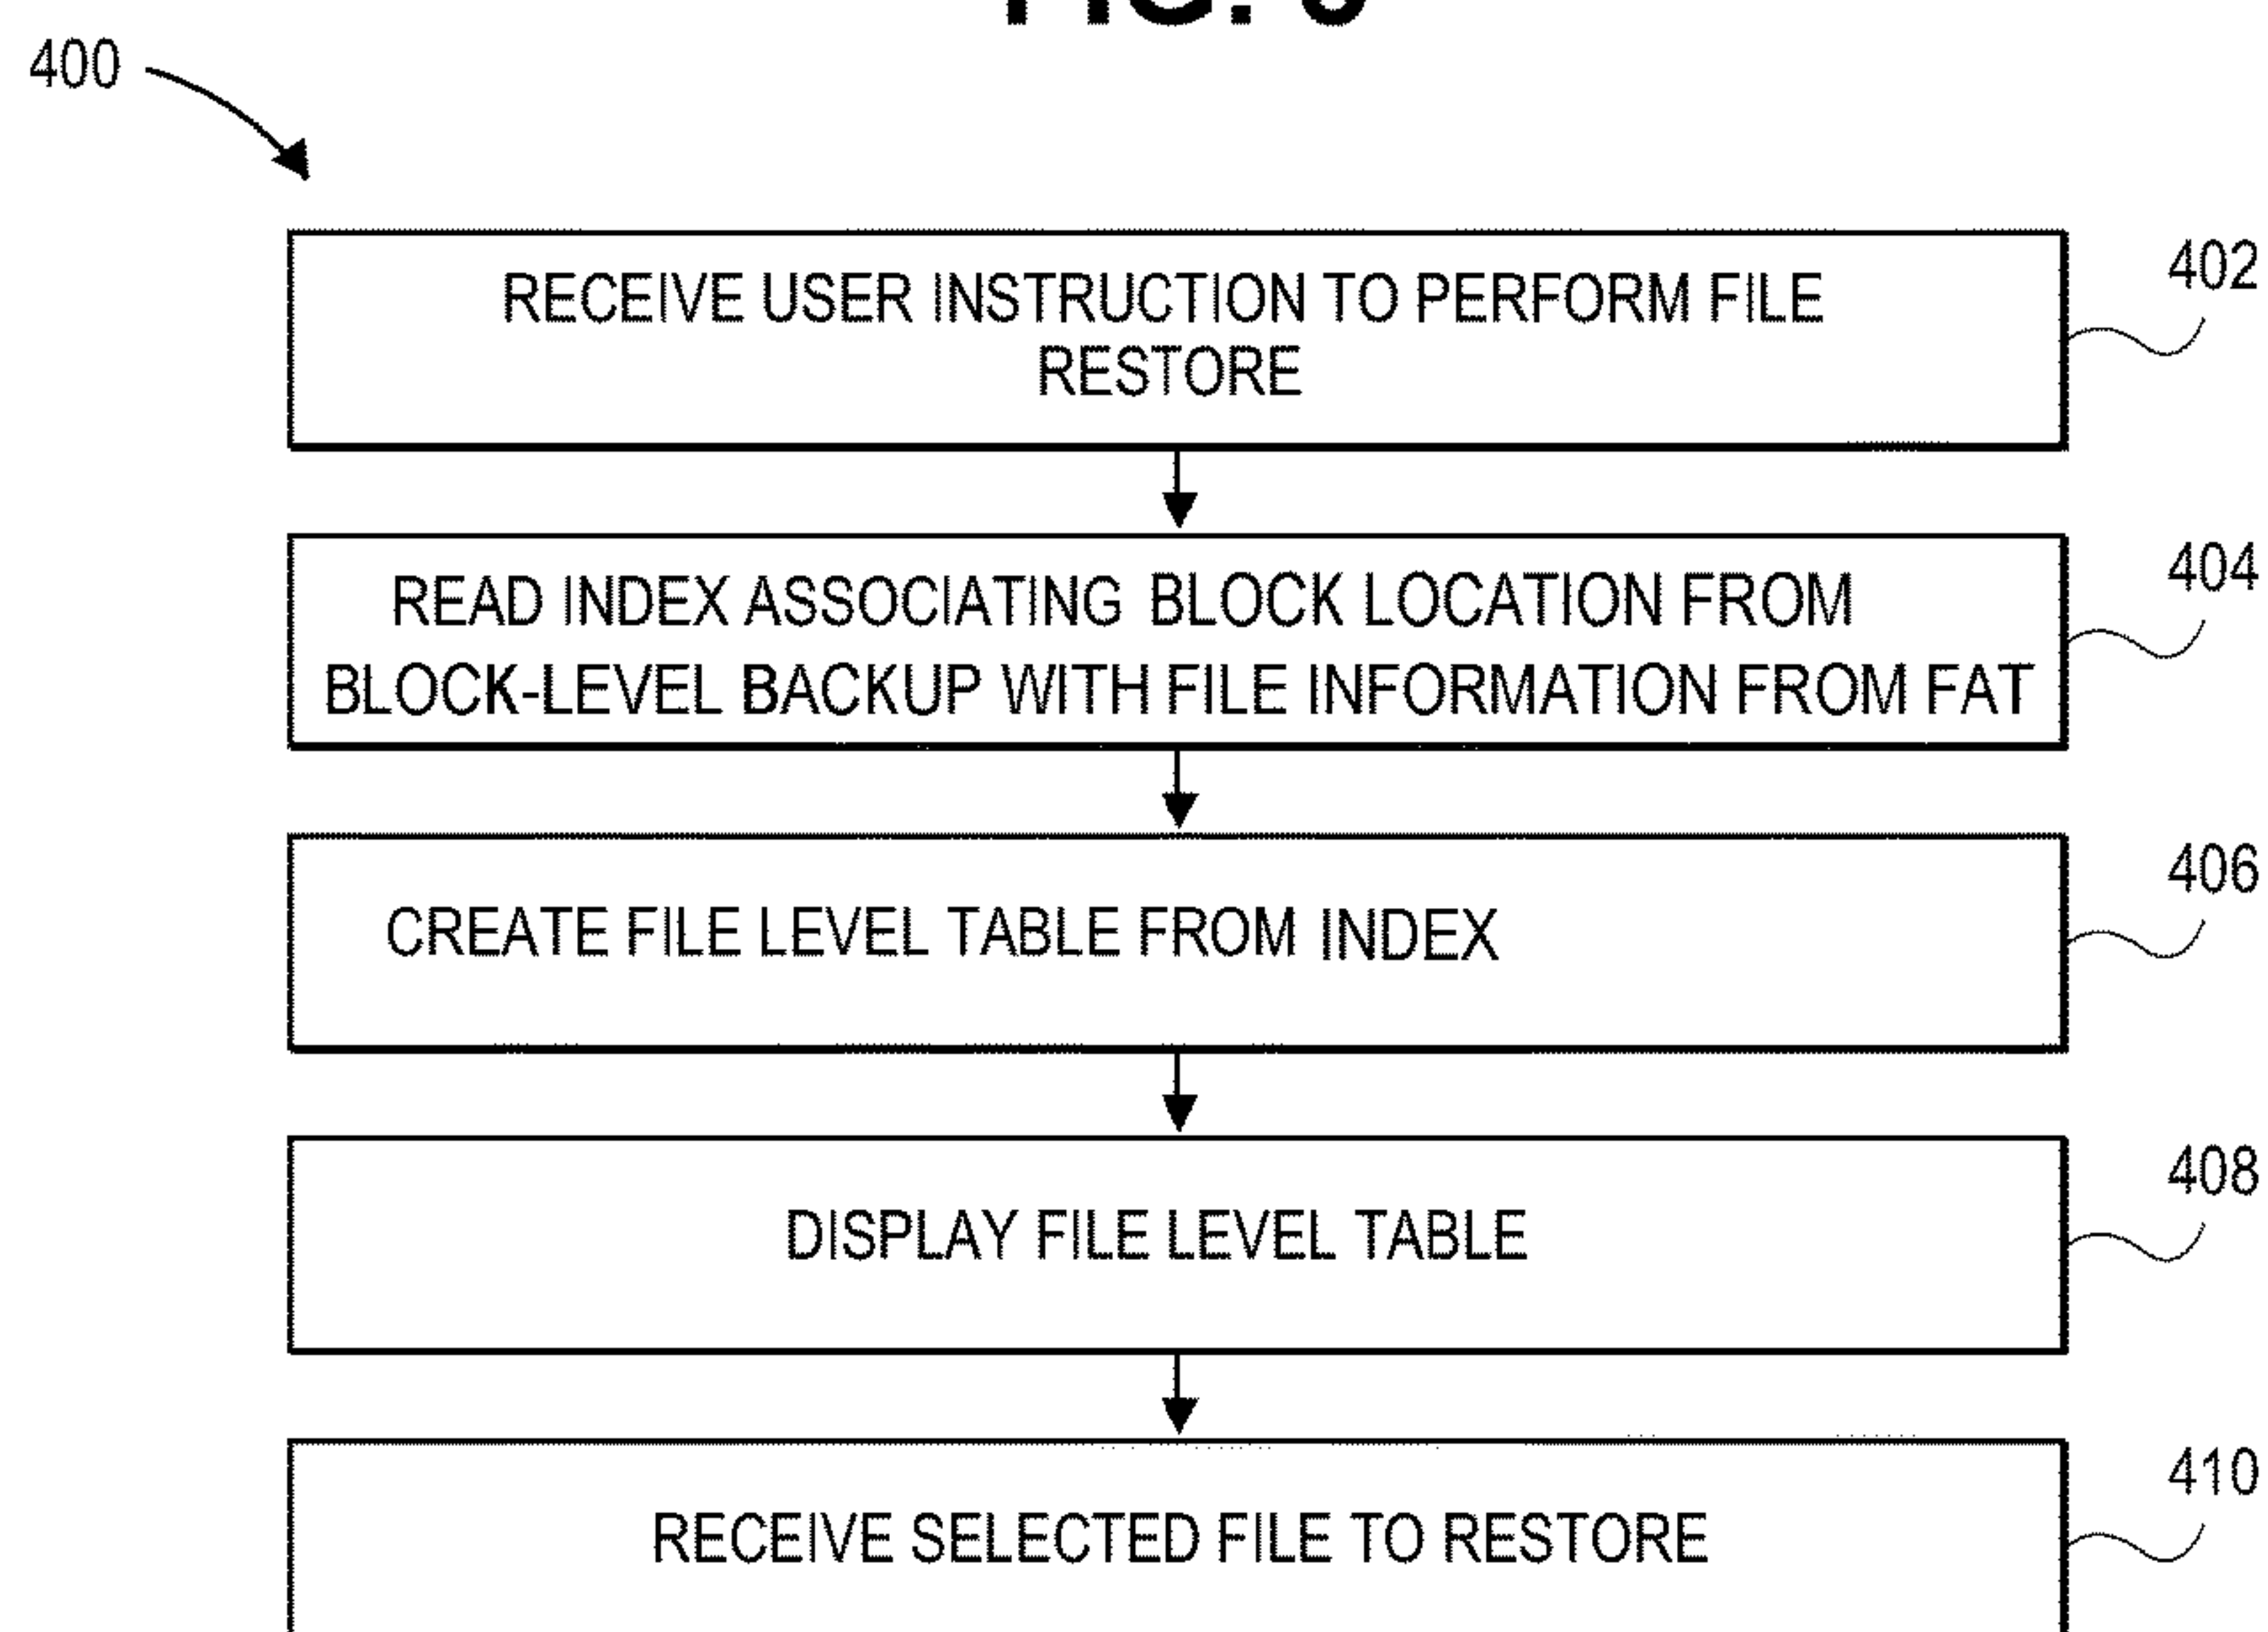 400
RECEIVE USER INSTRUCTION TO PERFORM FILE
RESTORE
402
READ INDEX ASSOCIATING BLOCK LOCATION FROM
BLOCK-LEVEL BACKUP WITH FILE INFORMATION FROM FAT
404
CREATE FILE LEVEL TABLE FROM INDEX
406
DISPLAY FILE LEVEL TABLE
408
RECEIVE SELECTED FILE TO RESTORE
410